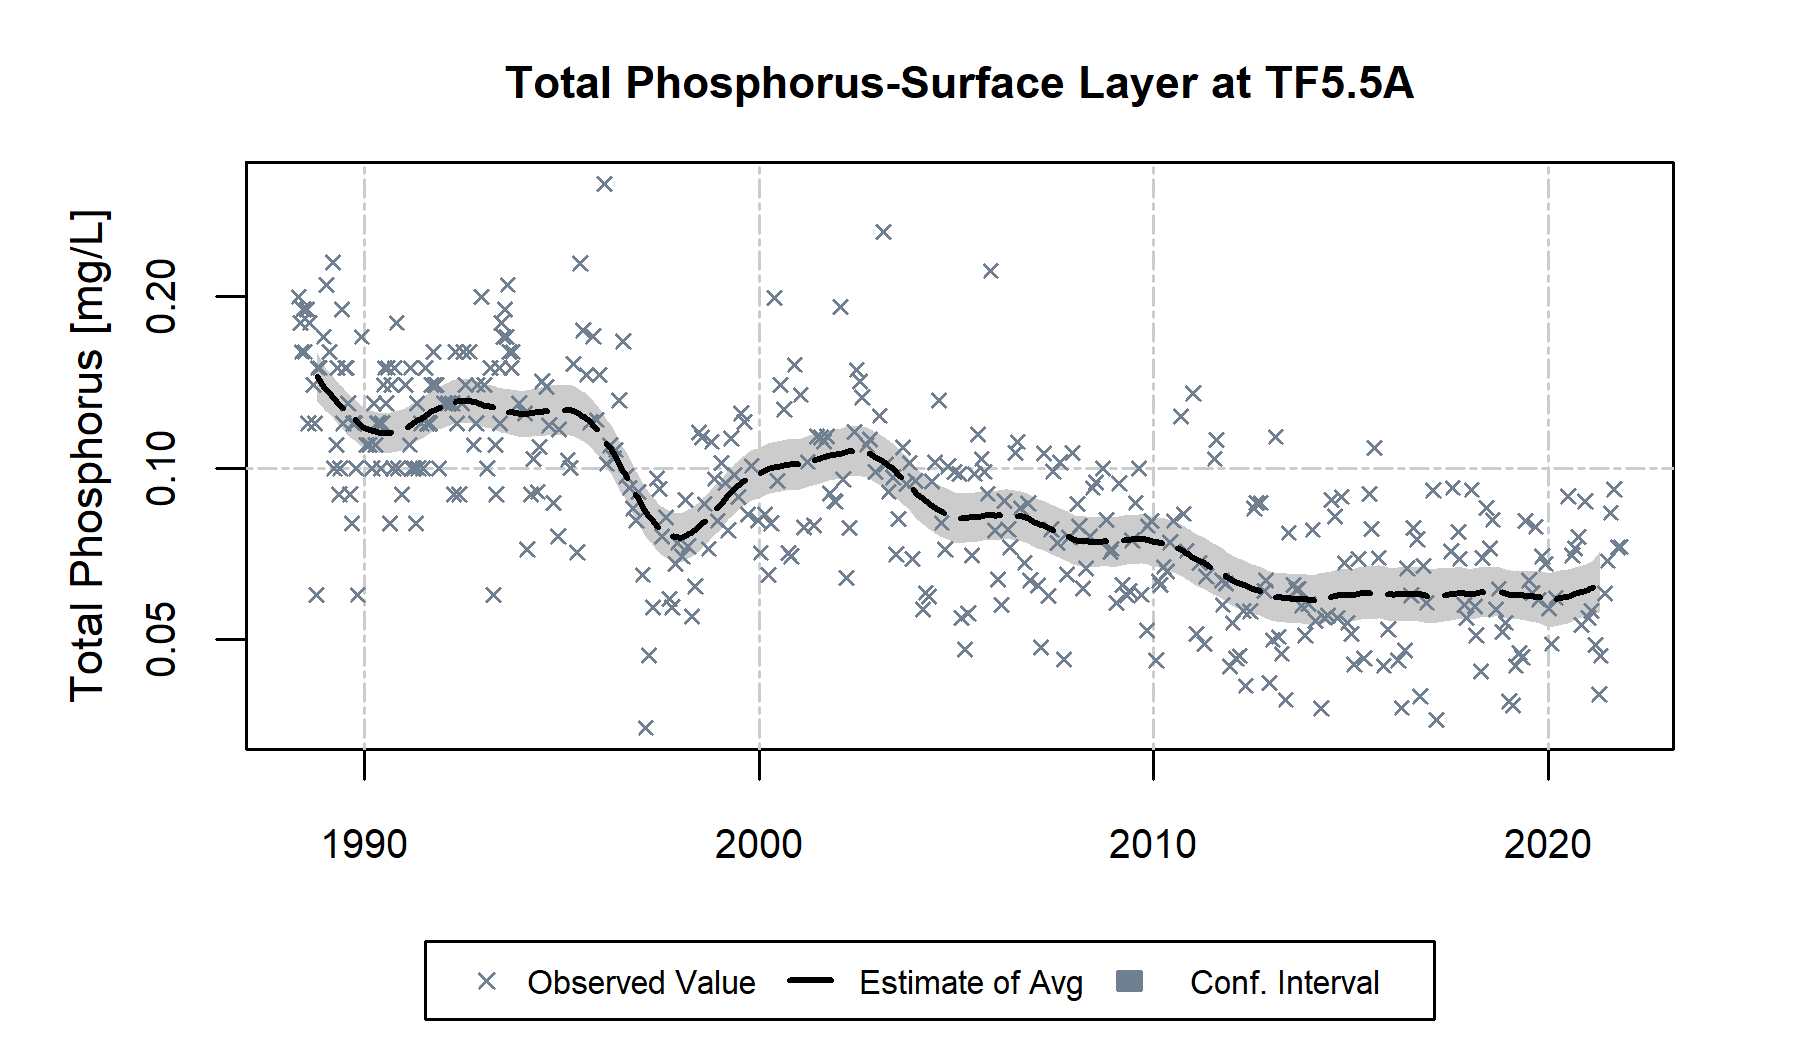 Total Phosphorus-Surface Layer at TF5.5A
Total Phosphorus [mg/L]
0.20
0.10
0.05
1990 2000 2010 2020
Observed Value Estimate of Avg Conf. Interval